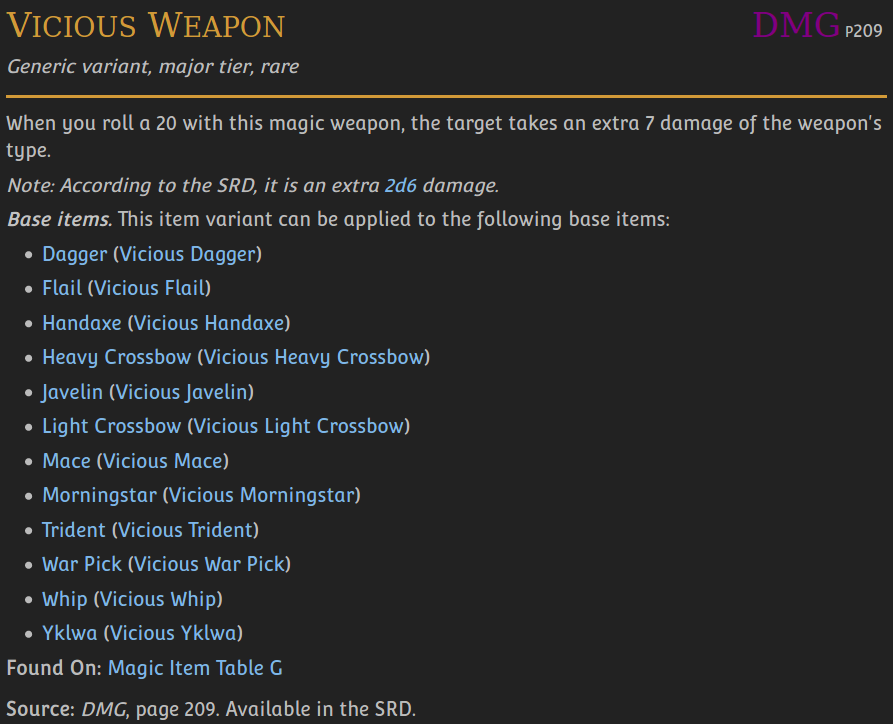 Vicious Weapon DMG P209
Generic variant, major tier, rare
When you roll a 20 with this magic weapon, the target takes an extra 7 damage of the weapon's
type.
Note: According to the SRD, it is an extra 2d6 damage.
Base items. This item variant can be applied to the following base items:
• Dagger (Vicious Dagger)
• Flail (Vicious Flail)
• Handaxe (Vicious Handaxe)
• Heavy Crossbow (Vicious Heavy Crossbow)
• Javelin (Vicious Javelin)
• Light Crossbow (Vicious Light Crossbow)
• Mace (Vicious Mace)
• Morningstar (Vicious Morningstar)
• Trident (Vicious Trident)
• War Pick (Vicious War Pick)
• Whip (Vicious Whip)
• Yklwa (Vicious Yklwa)
Found On: Magic Item Table G
Source: DMG, page 209. Available in the SRD.